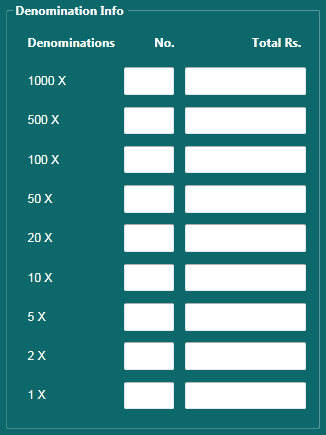 Denomination Info
Denominations No. Total Rs.
1000 X
500 X
100 X
50 X
20 X
10 X
5 X
2 X
1 X